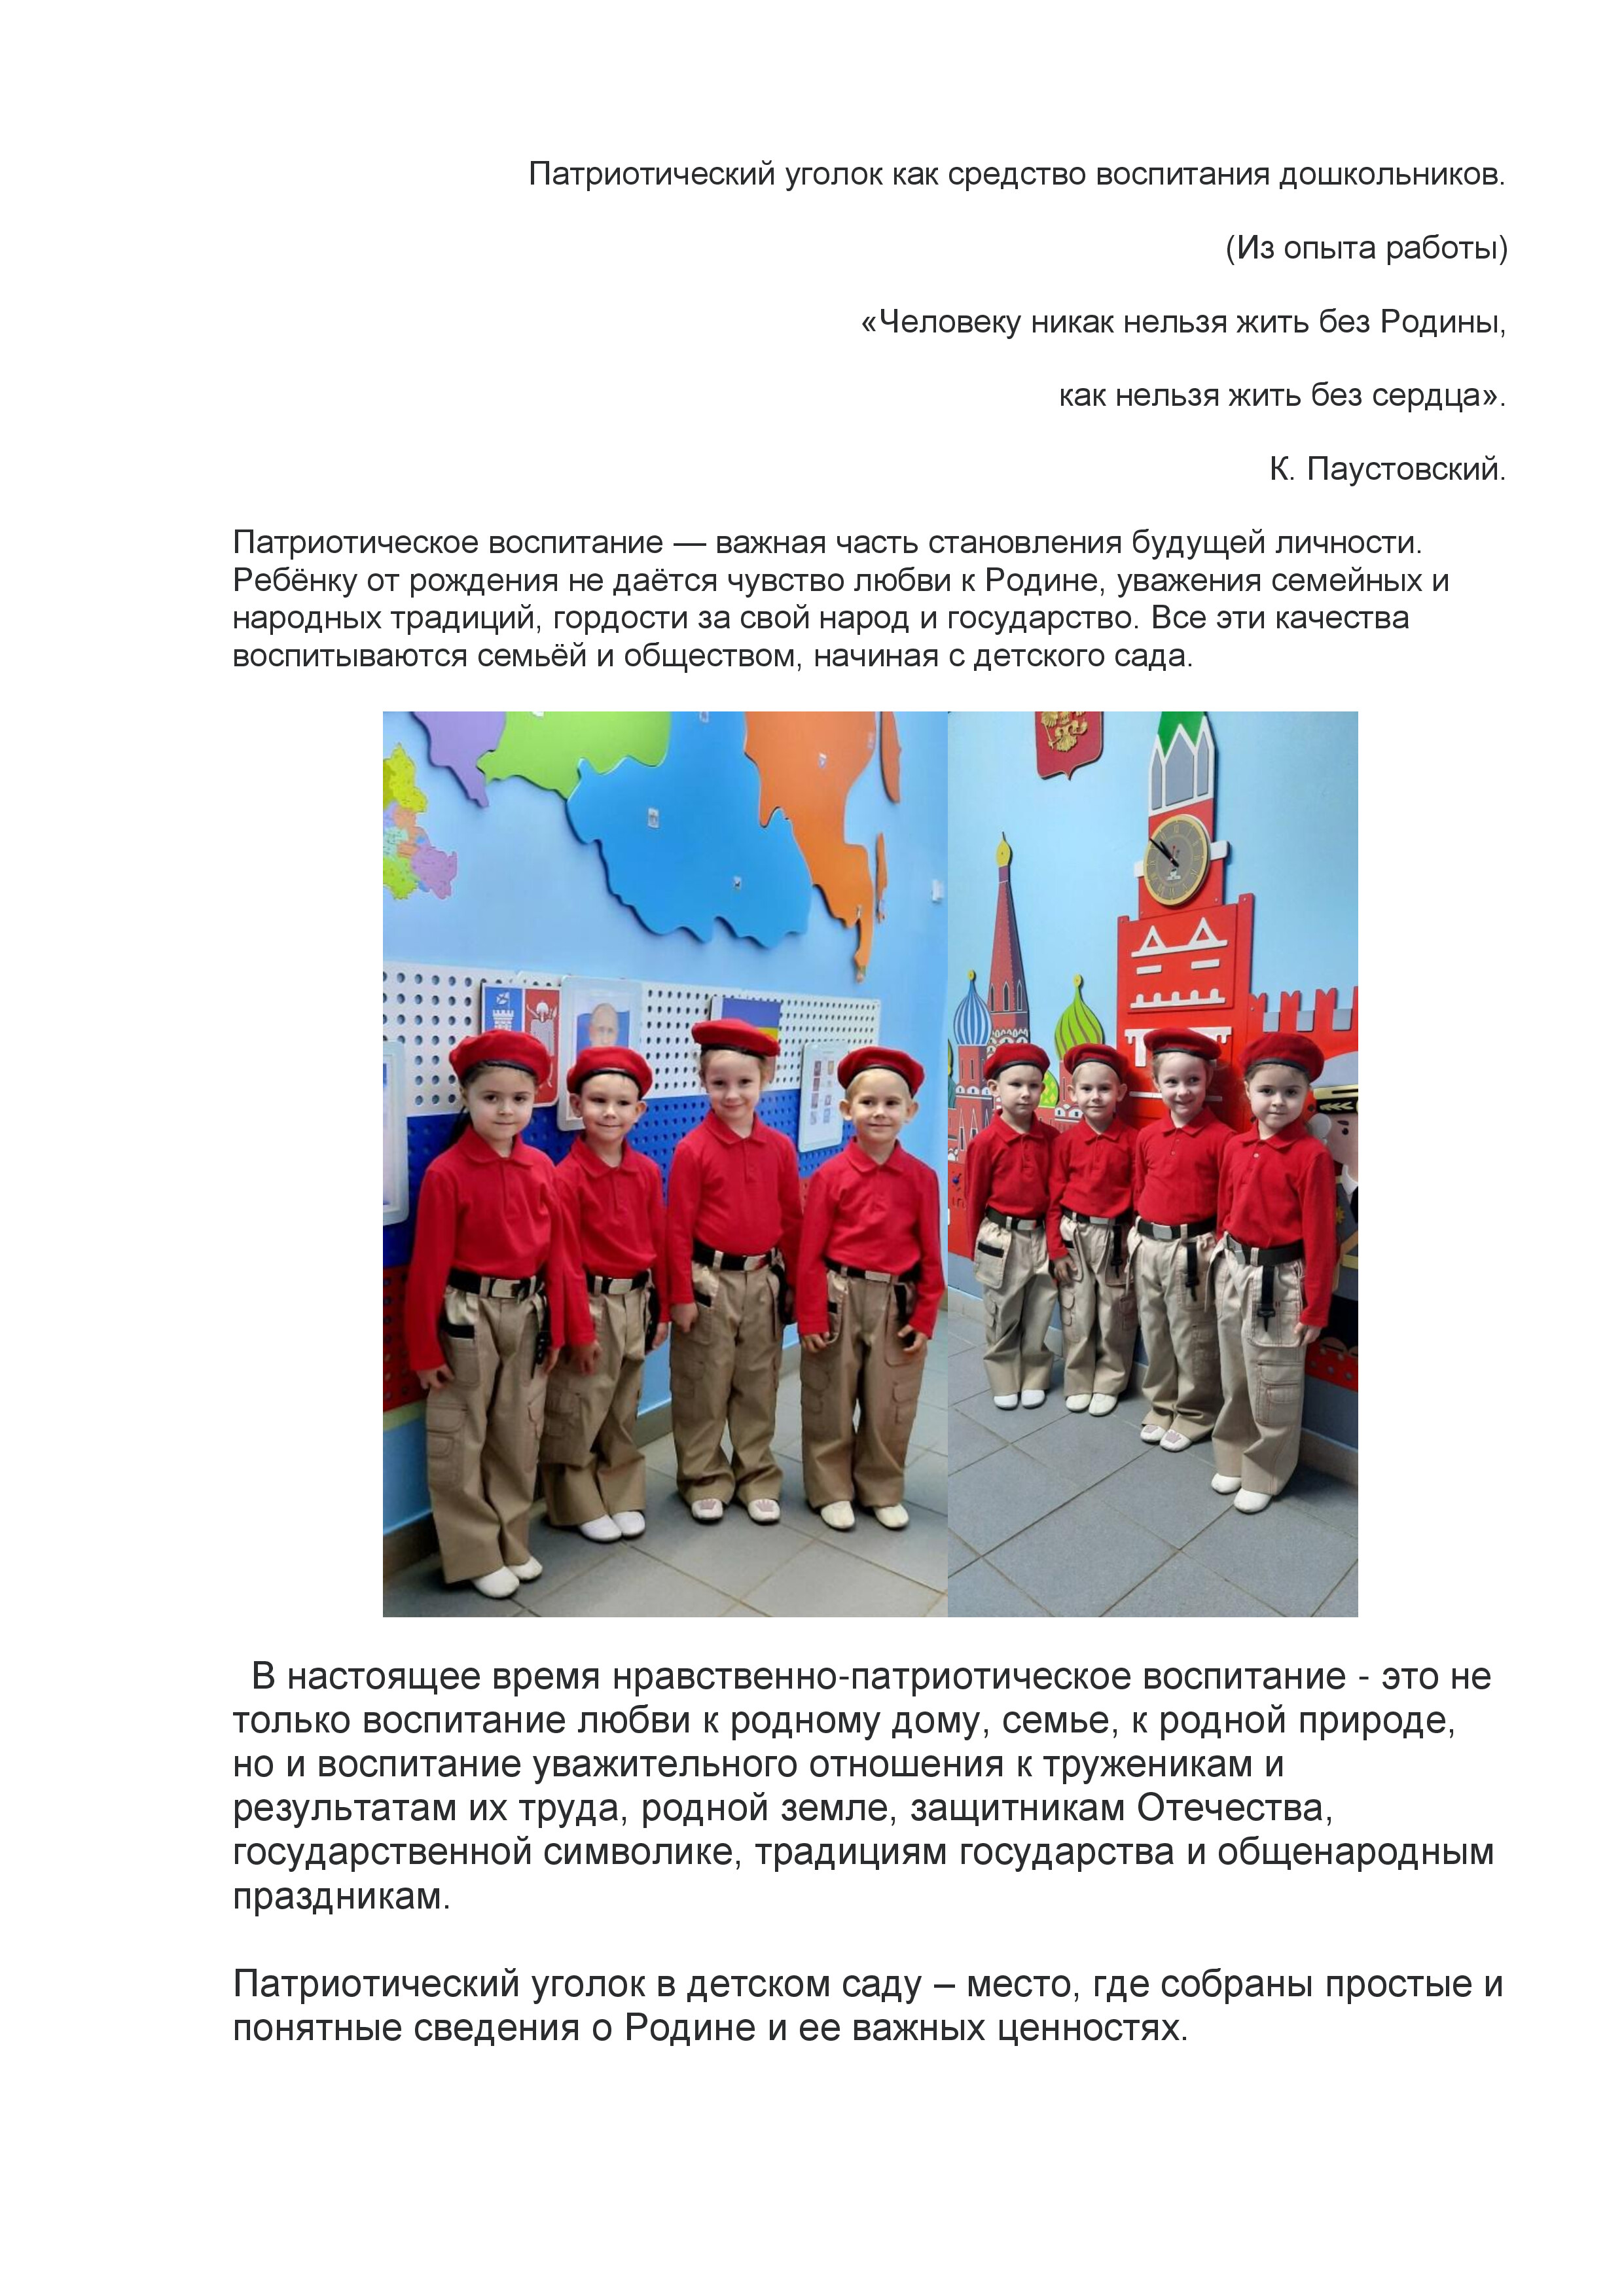 Патриотический уголок как средство воспитания дошкольников.
(Из опыта работы)
«Человеку никак нельзя жить без Родины,
как нельзя жить без сердца».
К. Паустовский.
Патриотическое воспитание — важная часть становления будущей личности.
Ребёнку от рождения не даётся чувство любви к Родине, уважения семейных и
народных традиций, гордости за свой народ и государство. Все эти качества
воспитываются семьёй и обществом, начиная с детского сада.
В настоящее время нравственно-патриотическое воспитание - это не
только воспитание любви к родному дому, семье, к родной природе,
но и воспитание уважительного отношения к труженикам и
результатам их труда, родной земле, защитникам Отечества,
государственной символике, традициям государства и общенародным
праздникам.
Патриотический уголок в детском саду – место, где собраны простые и
понятные сведения о Родине и ее важных ценностях.